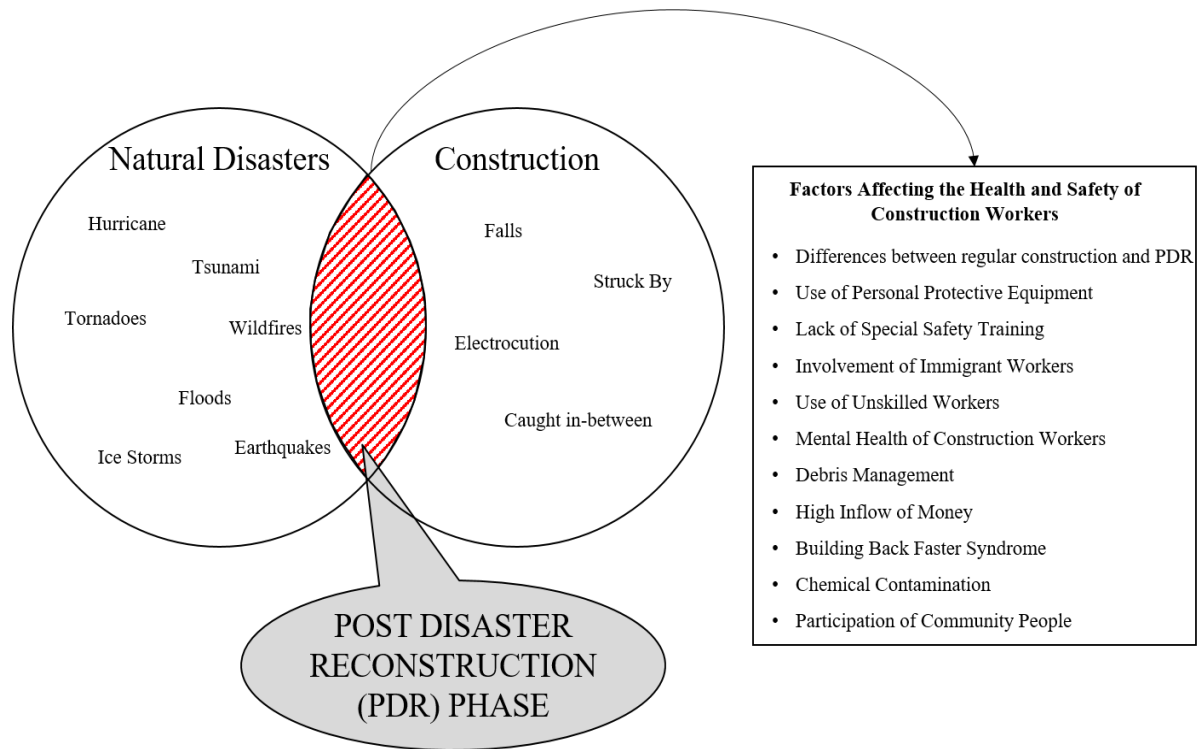 Natural Disasters
Hurricane
Tsunami
Tornadoes
Wildfires
Floods
Earthquakes
Ice Storms
Construction
Falls
Struck By
Electrocution
Caught in-between
POST DISASTER
RECONSTRUCTION
(PDR) PHASE
Factors Affecting the Health and Safety of
Construction Workers
• Differences between regular construction and PDR
• Use of Personal Protective Equipment
• Lack of Special Safety Training
• Involvement of Immigrant Workers
• Use of Unskilled Workers
• Mental Health of Construction Workers
• Debris Management
• High Inflow of Money
• Building Back Faster Syndrome
• Chemical Contamination
• Participation of Community People